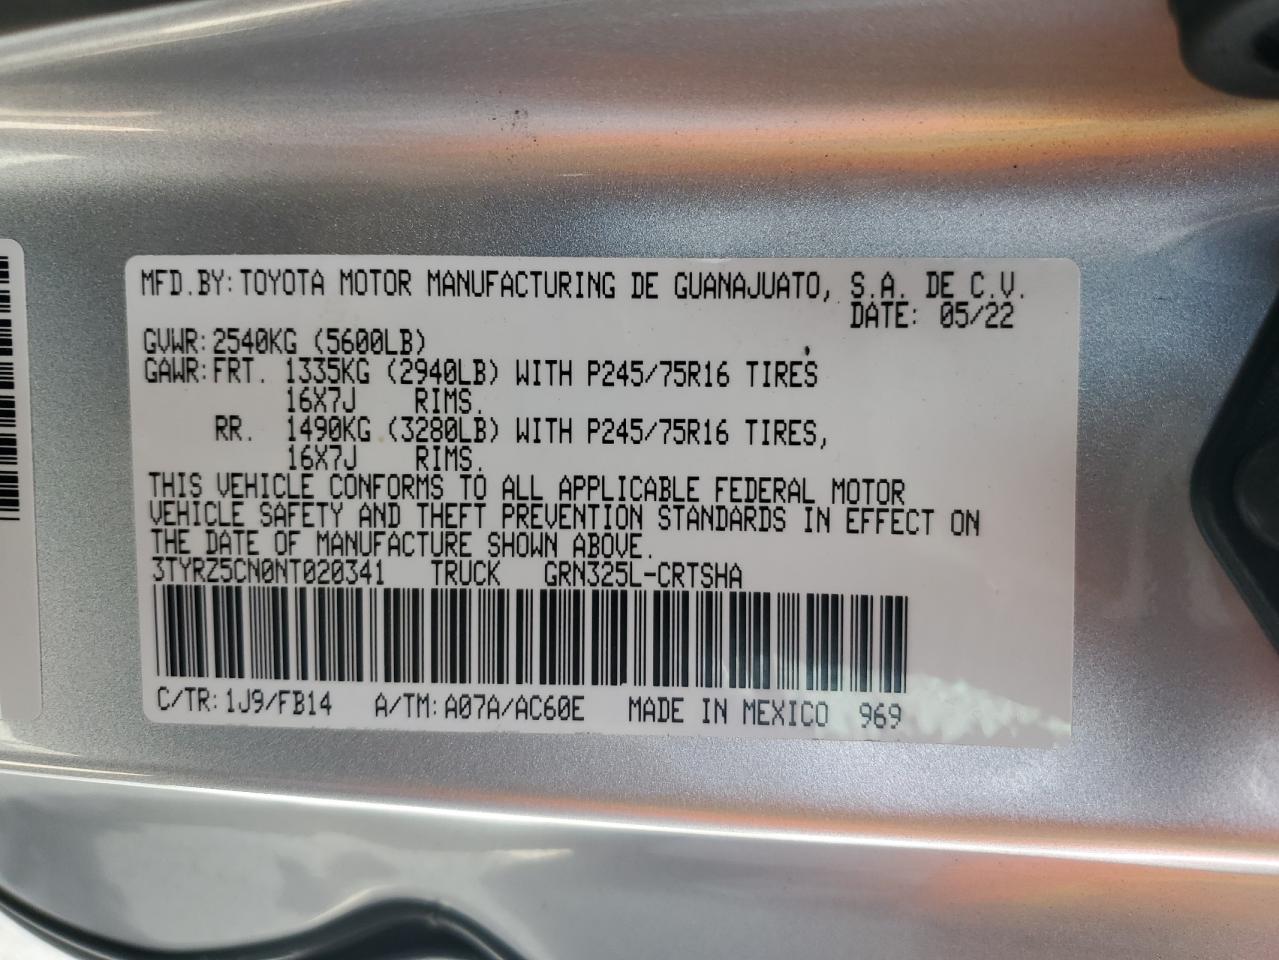 MFD.BY:TOYOTA MOTOR MANUFACTURING DE GUANAJUATO, S.A. DE C.V.
DATE: 05/22
GVWR:2540KG (5600LB)
GAWR:FRT. 1335KG (2940LB) WITH P245/75R16 TIRES
16X7J RIMS.
RR. 1490KG (3280LB) WITH P245/75R16 TIRES,
16X7J RIMS.
THIS VEHICLE CONFORMS TO ALL APPLICABLE FEDERAL MOTOR
VEHICLE SAFETY AND THEFT PREVENTION STANDARDS IN EFFECT ON
THE DATE OF MANUFACTURE SHOWN ABOVE.
3TYRZ5CN0NT020341 TRUCK GRN325L-CRTSHA
C/TR:1J9/FB14 A/TM:A07A/AC60E MADE IN MEXICO 969